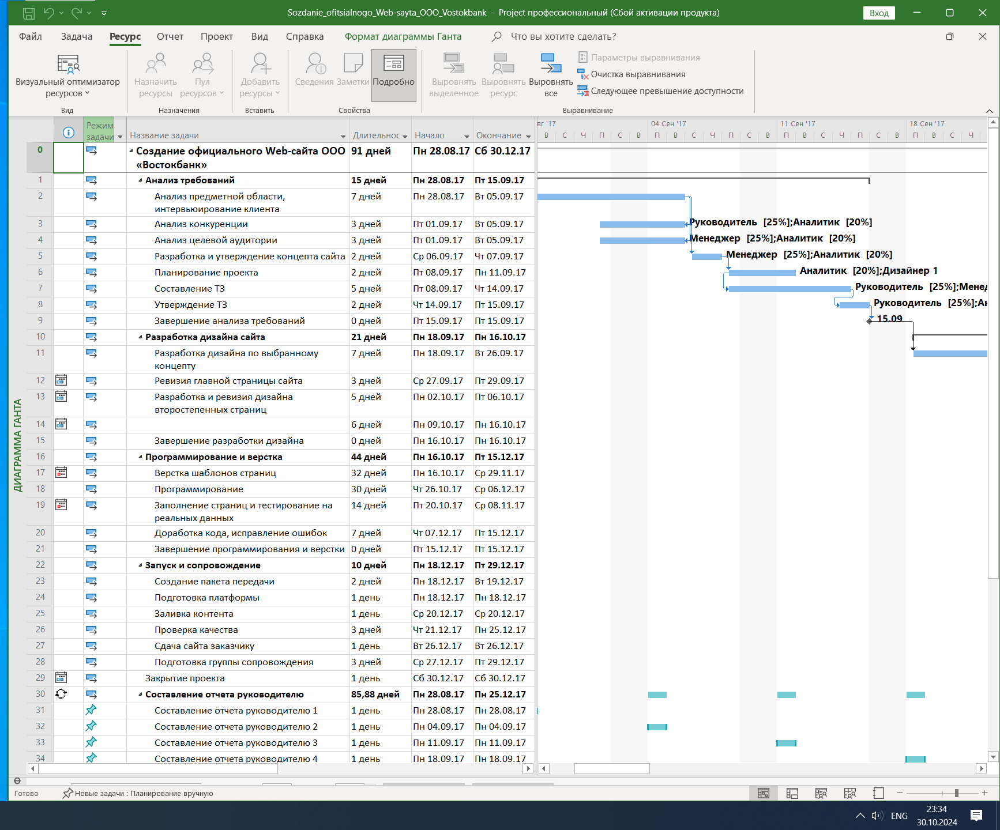 Sozdanie_ofitsialnogo_Web-sayta_OOO_Vostokbank - Project профессиональный (Сбой активации продукта)
Вход
Файл Задача Ресурс Отчет Проект Вид Справка Формат диаграммы Ганта Что вы хотите сделать?
Визуальный оптимизатор ресурсов
Назначить ресурсы
Пул ресурсов
Добавить ресурсы
Сведения Заметки Подробно
Выровнять выделенное
Выровнять ресурс
Выровнять все
Параметры выравнивания
Очистка выравнивания
Следующее превышение доступности
Вид Назначения Вставить Свойства Выравнивание
Режим задачи Название задачи Длительнос Начало Окончание
вг '17 04 Сен '17 11 Сен '17 18 Сен '17
В С Ч П С В П В С Ч П С В П В С Ч П С В П В С Ч
0 Создание официального Web-сайта ООО «Востокбанк» 91 дней Пн 28.08.17 Сб 30.12.17
1 Анализ требований 15 дней Пн 28.08.17 Пт 15.09.17
2 Анализ предметной области, интервьюирование клиента 7 дней Пн 28.08.17 Вт 05.09.17
3 Анализ конкуренции 3 дней Пт 01.09.17 Вт 05.09.17 Руководитель [25%];Аналитик [20%]
4 Анализ целевой аудитории 3 дней Пт 01.09.17 Вт 05.09.17 Менеджер [25%];Аналитик [20%]
5 Разработка и утверждение концепта сайта 2 дней Ср 06.09.17 Чт 07.09.17 Менеджер [25%];Аналитик [20%]
6 Планирование проекта 2 дней Пт 08.09.17 Пн 11.09.17 Аналитик [20%];Дизайнер 1
7 Составление ТЗ 5 дней Пт 08.09.17 Чт 14.09.17 Руководитель [25%];Менед
8 Утверждение ТЗ 2 дней Чт 14.09.17 Пт 15.09.17 Руководитель [25%];Ан
9 Завершение анализа требований 0 дней Пт 15.09.17 Пт 15.09.17 15.09
10 Разработка дизайна сайта 21 дней Пн 18.09.17 Пн 16.10.17
11 Разработка дизайна по выбранному концепту 7 дней Пн 18.09.17 Вт 26.09.17
12 Ревизия главной страницы сайта 3 дней Ср 27.09.17 Пт 29.09.17
13 Разработка и ревизия дизайна второстепенных страниц 5 дней Пн 02.10.17 Пт 06.10.17
14 6 дней Пн 09.10.17 Пн 16.10.17
15 Завершение разработки дизайна 0 дней Пн 16.10.17 Пн 16.10.17
16 Программирование и верстка 44 дней Пн 16.10.17 Пт 15.12.17
17 Верстка шаблонов страниц 32 дней Пн 16.10.17 Ср 29.11.17
18 Программирование 30 дней Чт 26.10.17 Ср 06.12.17
19 Заполнение страниц и тестирование на реальных данных 14 дней Пт 20.10.17 Ср 08.11.17
20 Доработка кода, исправление ошибок 7 дней Чт 07.12.17 Пт 15.12.17
21 Завершение программирования и верстки 0 дней Пт 15.12.17 Пт 15.12.17
22 Запуск и сопровождение 10 дней Пн 18.12.17 Пт 29.12.17
23 Создание пакета передачи 2 дней Пн 18.12.17 Вт 19.12.17
24 Подготовка платформы 1 день Пн 18.12.17 Пн 18.12.17
25 Заливка контента 1 день Ср 20.12.17 Ср 20.12.17
26 Проверка качества 3 дней Чт 21.12.17 Пн 25.12.17
27 Сдача сайта заказчику 1 день Вт 26.12.17 Вт 26.12.17
28 Подготовка группы сопровождения 3 дней Ср 27.12.17 Пт 29.12.17
29 Закрытие проекта 1 день Сб 30.12.17 Сб 30.12.17
30 Составление отчета руководителю 85,88 дней Пн 28.08.17 Пн 25.12.17
31 Составление отчета руководителю 1 1 день Пн 28.08.17 Пн 28.08.17
32 Составление отчета руководителю 2 1 день Пн 04.09.17 Пн 04.09.17
33 Составление отчета руководителю 3 1 день Пн 11.09.17 Пн 11.09.17
34 Составление отчета руководителю 4 1 день Пн 18.09.17 Пн 18.09.17
ДИАГРАММА ГАНТА
Готово Новые задачи : Планирование вручную
ENG 23:34
30.10.2024